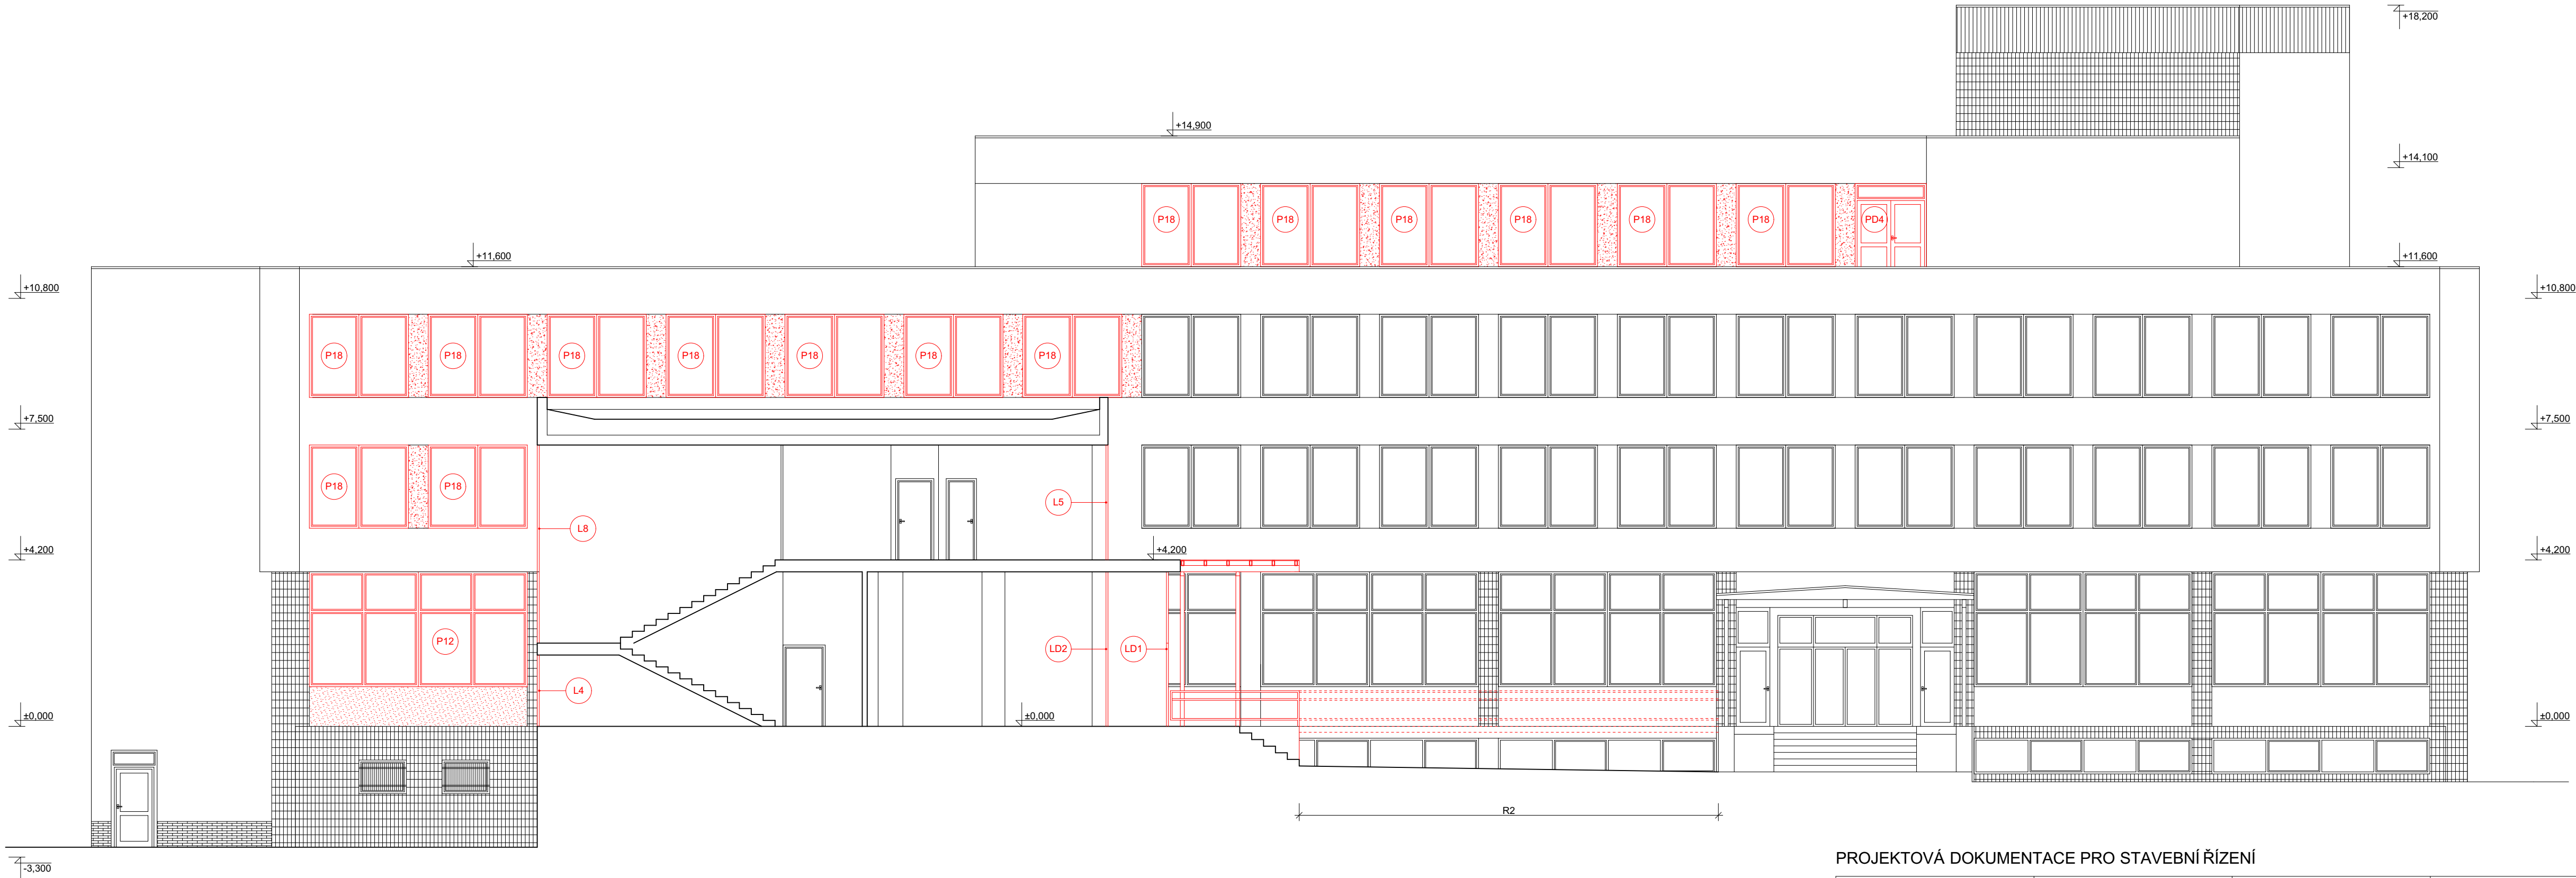 +18,200
+14,900
+14,100
P18 P18 P18 P18 P18 P18 PD4
+11,600
+11,600
+10,800
+10,800
P18 P18 P18 P18 P18 P18 P18
+7,500
+7,500
P18 P18
L5
L8
+4,200
+4,200
+4,200
P12
LD2
LD1
L4
±0,000
±0,000
±0,000
R2
-3,300
PROJEKTOVÁ DOKUMENTACE PRO STAVEBNÍ ŘÍZENÍ